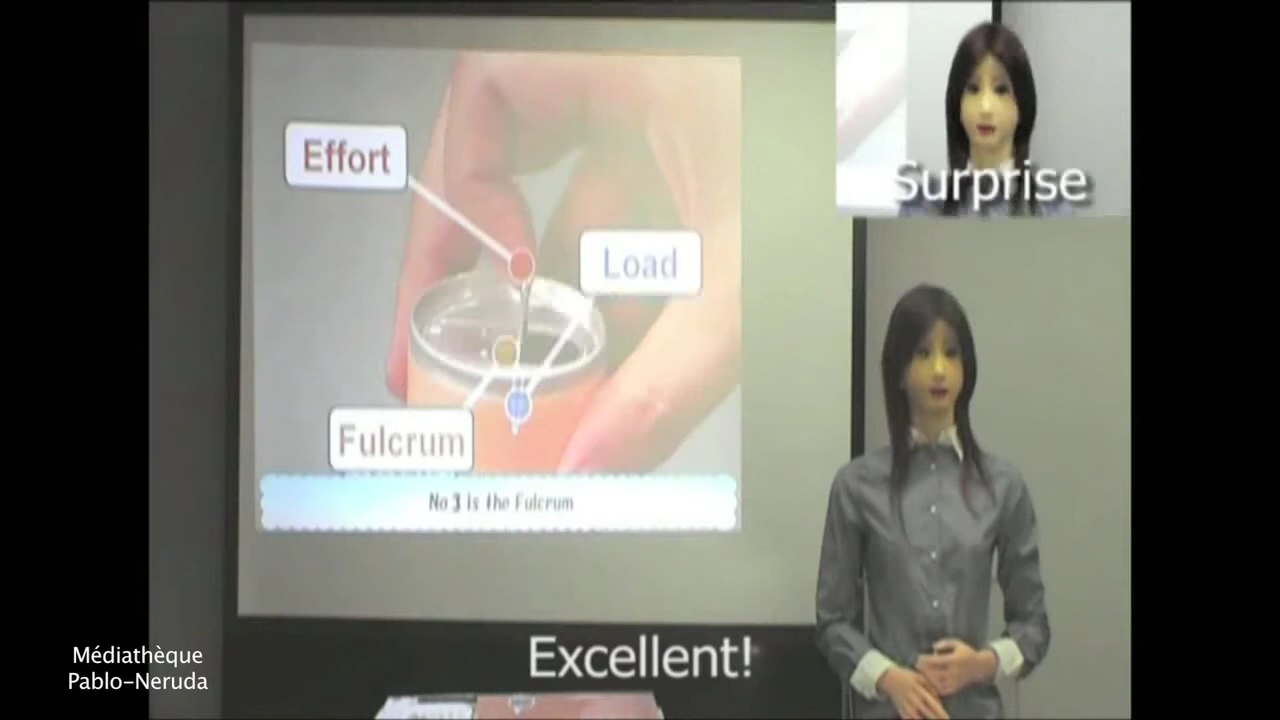 Surprise
Effort
Load
Fulcrum
No 3 is the Fulcrum
Excellent!
Médiathèque
Pablo-Neruda